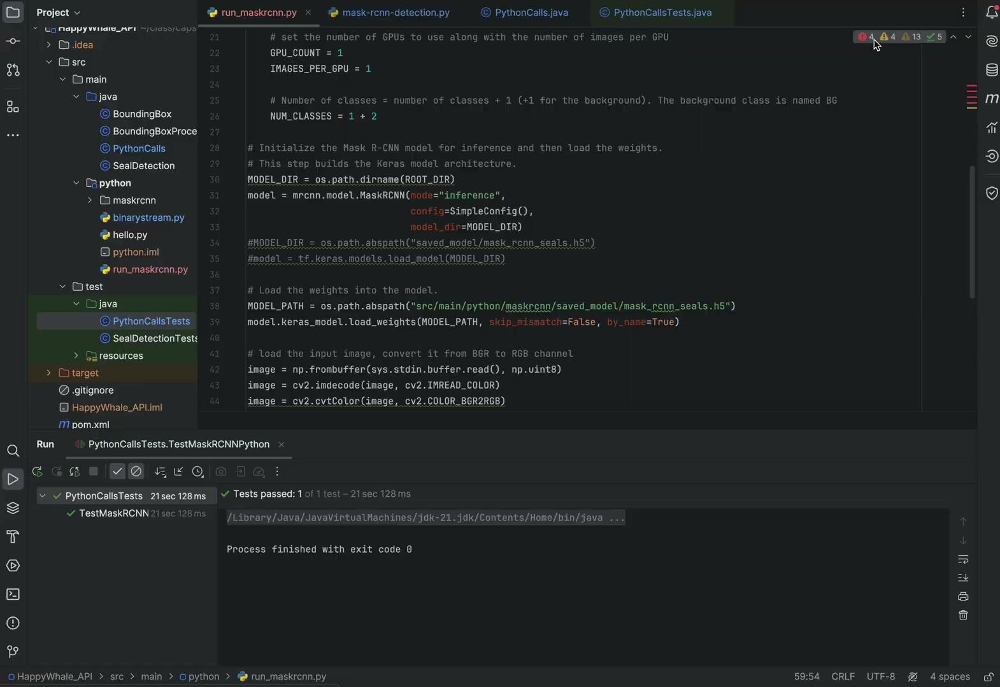 Project
run_maskrcnn.py
mask-rcnn-detection.py
PythonCalls.java
PythonCallsTests.java
HappyWhale_API ~/class/caps
.idea
src
main
java
BoundingBox
BoundingBoxProce
PythonCalls
SealDetection
python
maskrcnn
binarystream.py
hello.py
python.iml
run_maskrcnn.py
test
java
PythonCallsTests
SealDetectionTests
resources
target
.gitignore
HappyWhale_API.iml
m pom.xml
4 4 13 5
21 # set the number of GPUs to use along with the number of images per GPU
22 GPU_COUNT = 1
23 IMAGES_PER_GPU = 1
24
25 # Number of classes = number of classes + 1 (+1 for the background). The background class is named BG
26 NUM_CLASSES = 1 + 2
27
28 # Initialize the Mask R-CNN model for inference and then load the weights.
29 # This step builds the Keras model architecture.
30 MODEL_DIR = os.path.dirname(ROOT_DIR)
31 model = mrcnn.model.MaskRCNN(mode="inference",
32 config=SimpleConfig(),
33 model_dir=MODEL_DIR)
34 #MODEL_DIR = os.path.abspath("saved_model/mask_rcnn_seals.h5")
35 #model = tf.keras.models.load_model(MODEL_DIR)
36
37 # Load the weights into the model.
38 MODEL_PATH = os.path.abspath("src/main/python/maskrcnn/saved_model/mask_rcnn_seals.h5")
39 model.keras_model.load_weights(MODEL_PATH, skip_mismatch=False, by_name=True)
40
41 # load the input image, convert it from BGR to RGB channel
42 image = np.frombuffer(sys.stdin.buffer.read(), np.uint8)
43 image = cv2.imdecode(image, cv2.IMREAD_COLOR)
44 image = cv2.cvtColor(image, cv2.COLOR_BGR2RGB)
m
Run PythonCallsTests.TestMaskRCNNPython
PythonCallsTests 21 sec 128 ms
TestMaskRCNN 21 sec 128 ms
Tests passed: 1 of 1 test – 21 sec 128 ms
/Library/Java/JavaVirtualMachines/jdk-21.jdk/Contents/Home/bin/java ...
Process finished with exit code 0
HappyWhale_API > src > main > python > run_maskrcnn.py
59:54 CRLF UTF-8 4 spaces